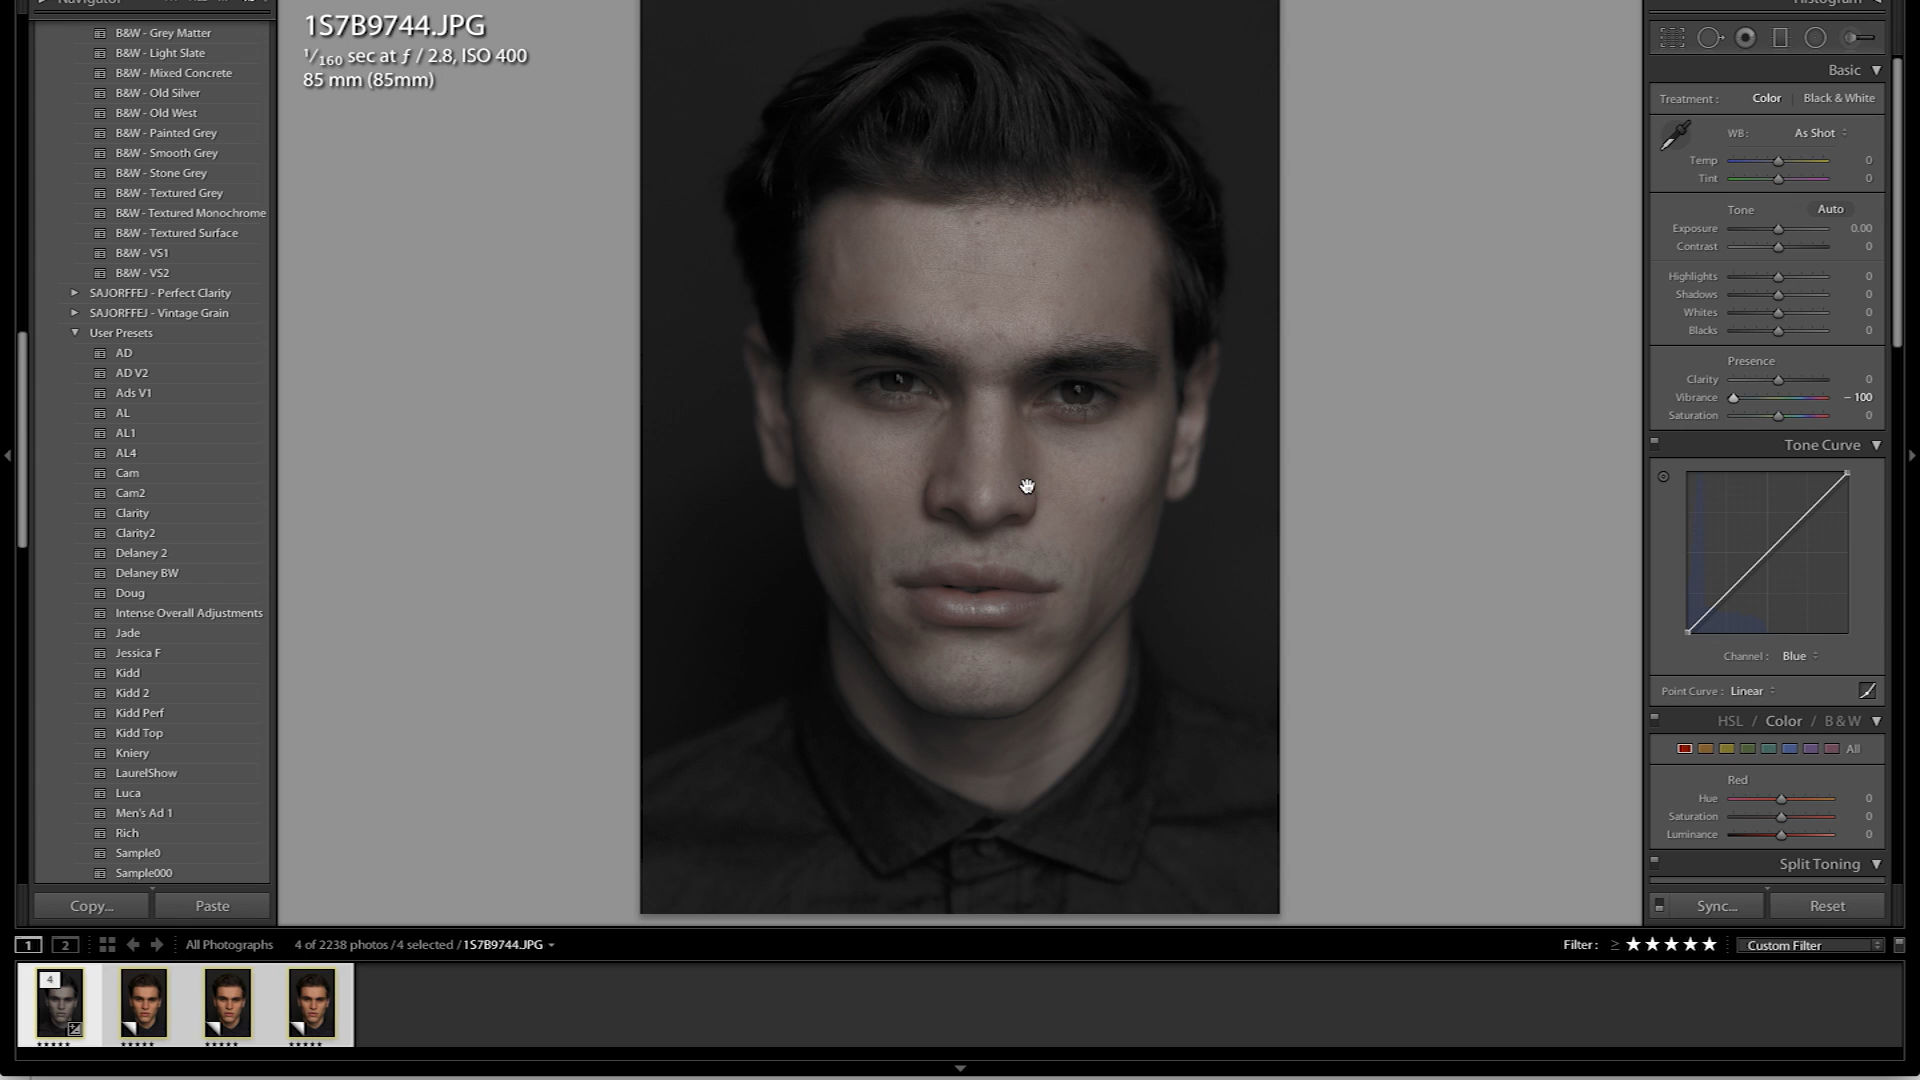 Navigator
B&W - Grey Matter
B&W - Light Slate
B&W - Mixed Concrete
B&W - Old Silver
B&W - Old West
B&W - Painted Grey
B&W - Smooth Grey
B&W - Stone Grey
B&W - Textured Grey
B&W - Textured Monochrome
B&W - Textured Surface
B&W - VS1
B&W - VS2
SAJORFFEJ - Perfect Clarity
SAJORFFEJ - Vintage Grain
User Presets
AD
AD V2
Ads V1
AL
AL1
AL4
Cam
Cam2
Clarity
Clarity2
Delaney 2
Delaney BW
Doug
Intense Overall Adjustments
Jade
Jessica F
Kidd
Kidd 2
Kidd Perf
Kidd Top
Kniery
LaurelShow
Luca
Men's Ad 1
Rich
Sample0
Sample000
Copy... Paste
1S7B9744.JPG
1/160 sec at ƒ / 2.8, ISO 400
85 mm (85mm)
Histogram
Basic
Treatment : Color | Black & White
WB: As Shot
Temp 0
Tint 0
Tone Auto
Exposure 0.00
Contrast 0
Highlights 0
Shadows 0
Whites 0
Blacks 0
Presence
Clarity 0
Vibrance – 100
Saturation 0
Tone Curve
Channel : Blue
Point Curve : Linear
HSL / Color / B & W
All
Red
Hue 0
Saturation 0
Luminance 0
Split Toning
Sync... Reset
1 2 All Photographs 4 of 2238 photos / 4 selected / 1S7B9744.JPG
Filter : ≥ ★★★★★ Custom Filter
4